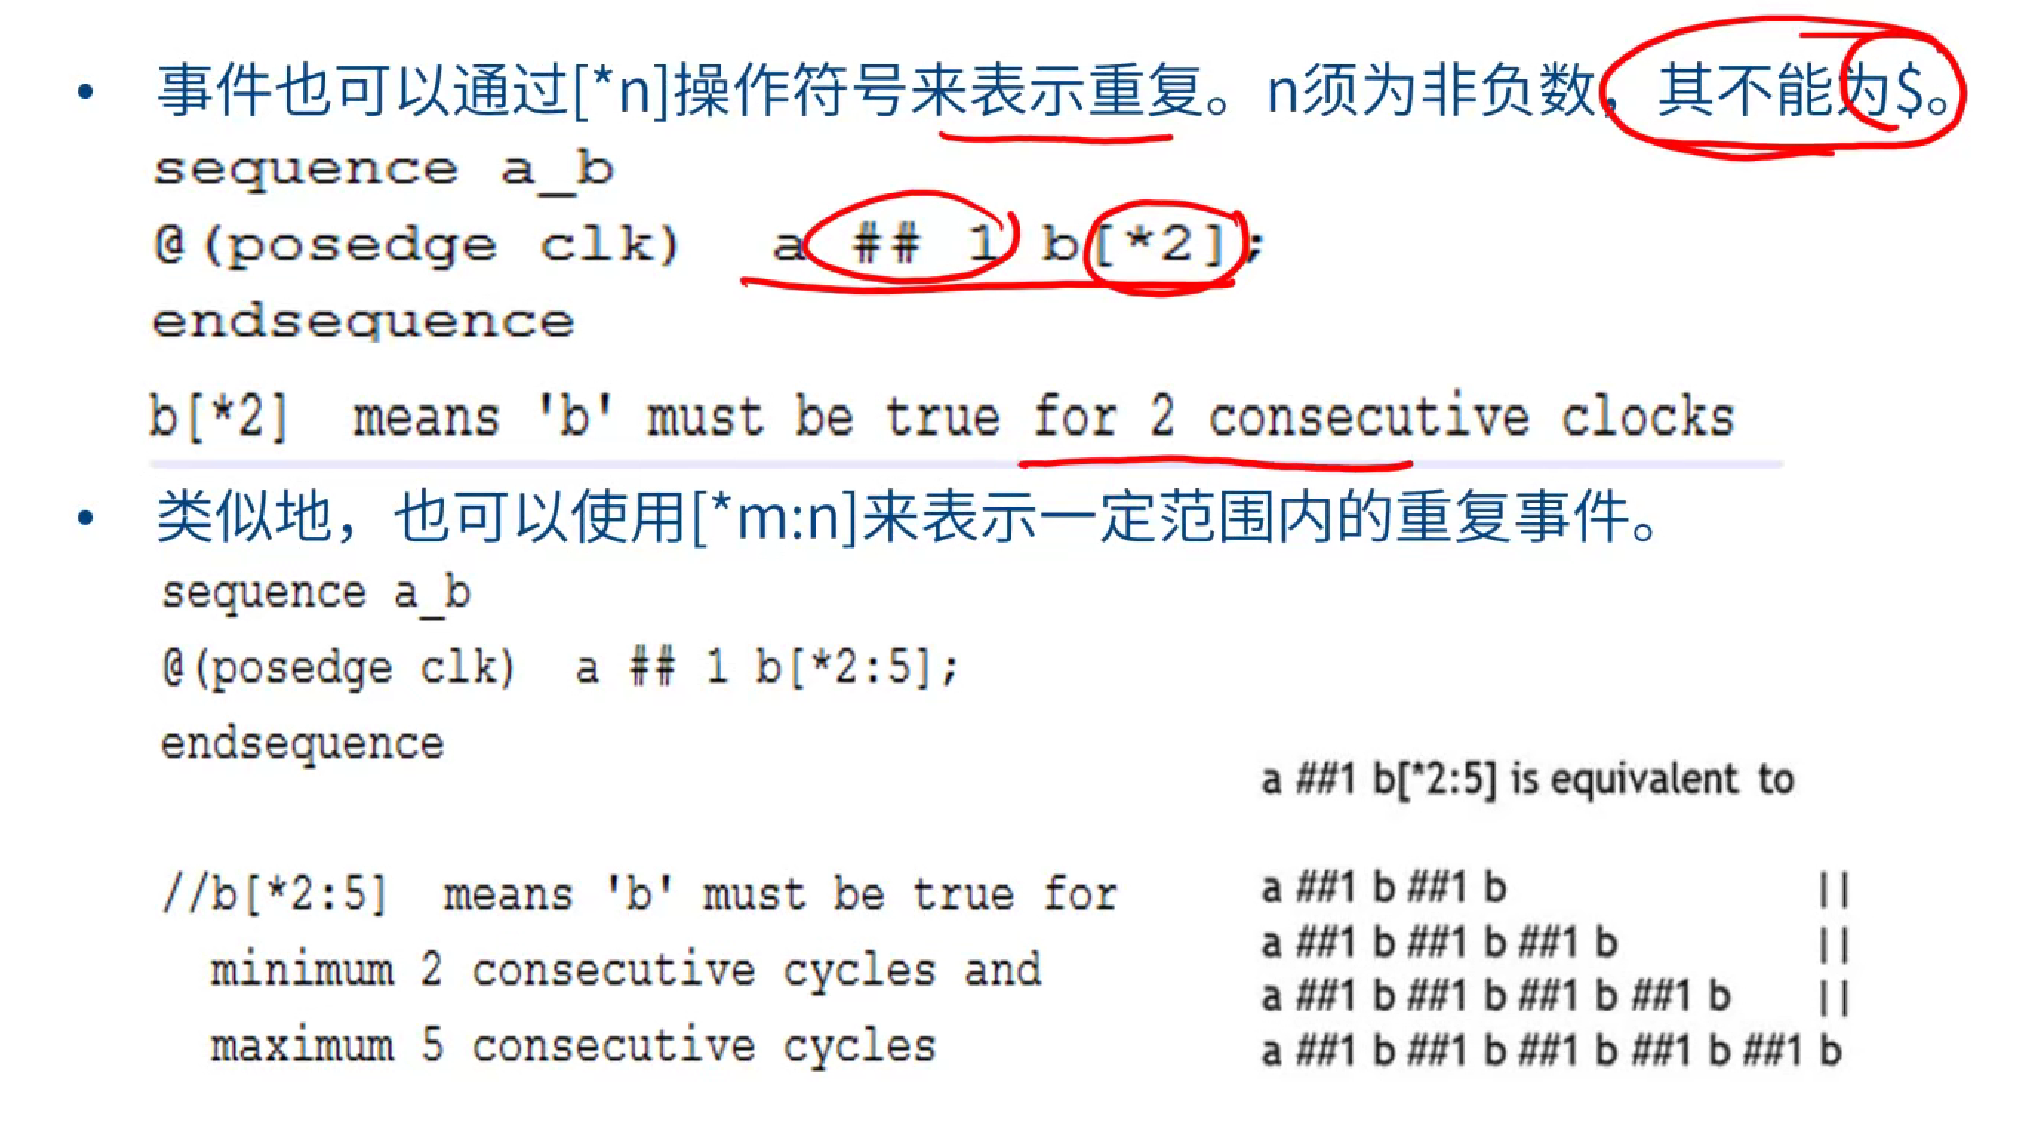 • 事件也可以通过[*n]操作符号来表示重复。n须为非负数，其不能为$。
sequence a_b
@(posedge clk) a ## 1 b[*2];
endsequence
b[*2] means 'b' must be true for 2 consecutive clocks
• 类似地，也可以使用[*m:n]来表示一定范围内的重复事件。
sequence a_b
@(posedge clk) a ## 1 b[*2:5];
endsequence
//b[*2:5] means 'b' must be true for
minimum 2 consecutive cycles and
maximum 5 consecutive cycles
a ##1 b[*2:5] is equivalent to
a ##1 b ##1 b ||
a ##1 b ##1 b ##1 b ||
a ##1 b ##1 b ##1 b ##1 b ||
a ##1 b ##1 b ##1 b ##1 b ##1 b